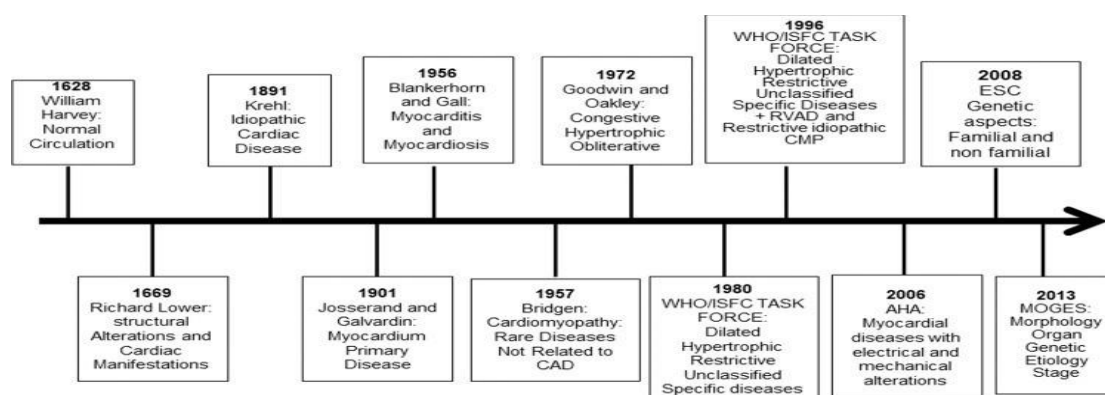 1628
William
Harvey:
Normal
Circulation
1891
Krehl:
Idiopathic
Cardiac
Disease
1956
Blankerhorn
and Gall:
Myocarditis
and
Myocardiosis
1972
Goodwin and
Oakley:
Congestive
Hypertrophic
Obliterative
1996
WHO/ISFC TASK
FORCE:
Dilated
Hypertrophic
Restrictive
Unclassified
Specific Diseases
+ RVAD and
Restrictive idiopathic
CMP
2008
ESC
Genetic
aspects:
Familial and
non familial
1669
Richard Lower:
structural
Alterations and
Cardiac
Manifestations
1901
Josserand and
Galvardin:
Myocardium
Primary
Disease
1957
Bridgen:
Cardiomyopathy:
Rare Diseases
Not Related to
CAD
1980
WHO/ISFC TASK
FORCE:
Dilated
Hypertrophic
Restrictive
Unclassified
Specific diseases
2006
AHA:
Myocardial
diseases with
electrical and
mechanical
alterations
2013
MOGES:
Morphology
Organ
Genetic
Etiology
Stage